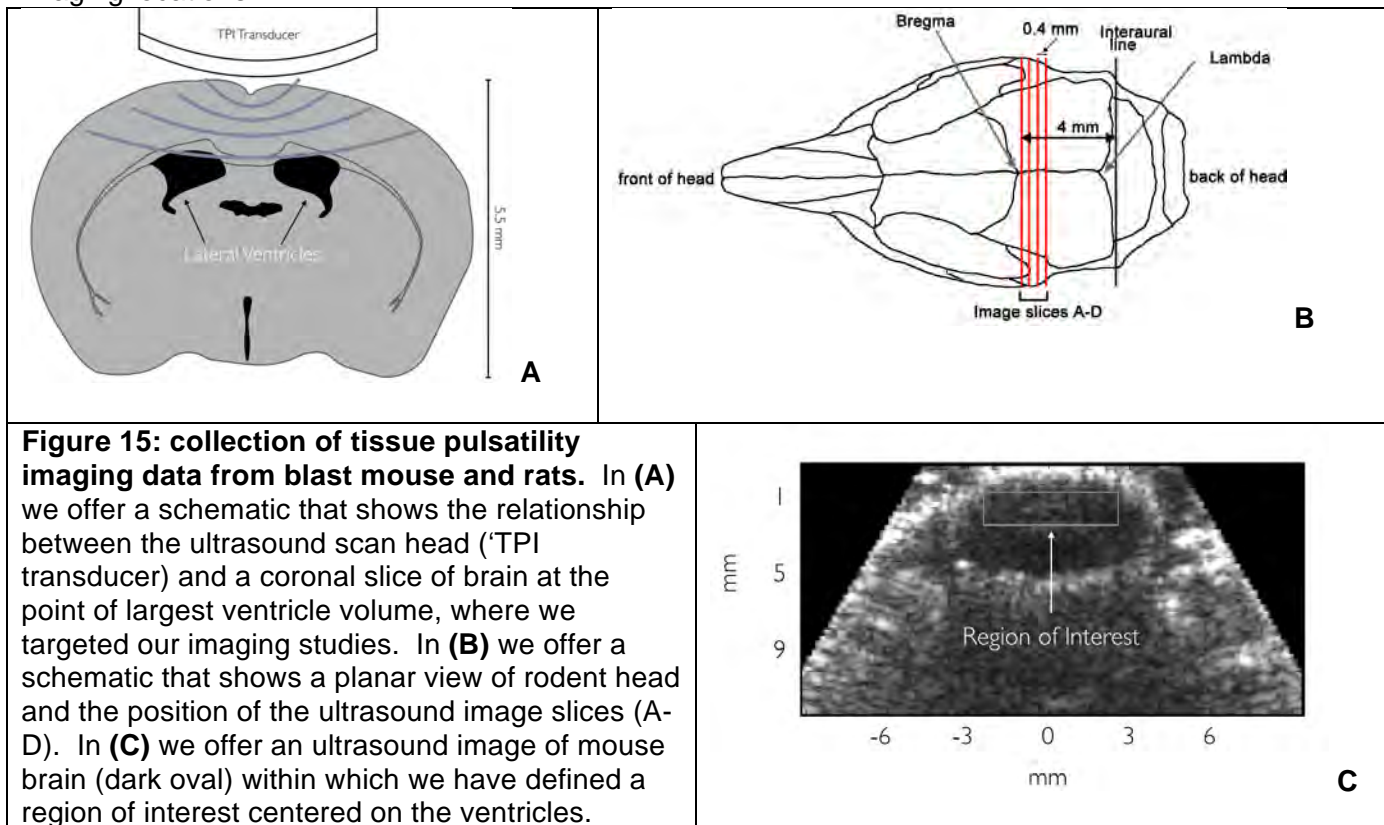 TPI Transducer
Lateral Ventricles
5.5 mm
A
Bregma
0.4 mm
Interaural
line
Lambda
4 mm
front of head
back of head
Image slices A-D
B
Figure 15: collection of tissue pulsatility
imaging data from blast mouse and rats. In (A)
we offer a schematic that shows the relationship
between the ultrasound scan head (‘TPI
transducer) and a coronal slice of brain at the
point of largest ventricle volume, where we
targeted our imaging studies. In (B) we offer a
schematic that shows a planar view of rodent head
and the position of the ultrasound image slices (A-
D). In (C) we offer an ultrasound image of mouse
brain (dark oval) within which we have defined a
region of interest centered on the ventricles.
mm
1
5
9
Region of Interest
-6 -3 0 3 6
mm
C